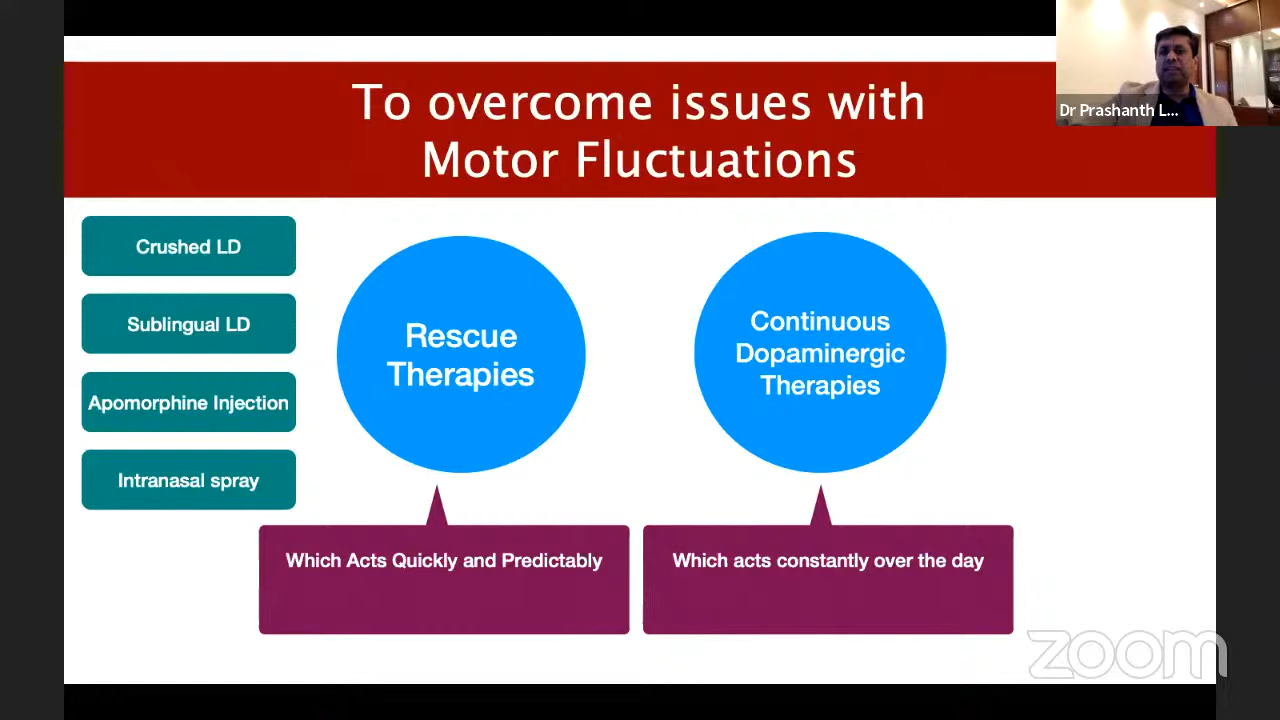 To overcome issues with
Motor Fluctuations
Dr Prashanth L...
Crushed LD
Sublingual LD
Apomorphine Injection
Intranasal spray
Rescue
Therapies
Continuous
Dopaminergic
Therapies
Which Acts Quickly and Predictably
Which acts constantly over the day
zoom